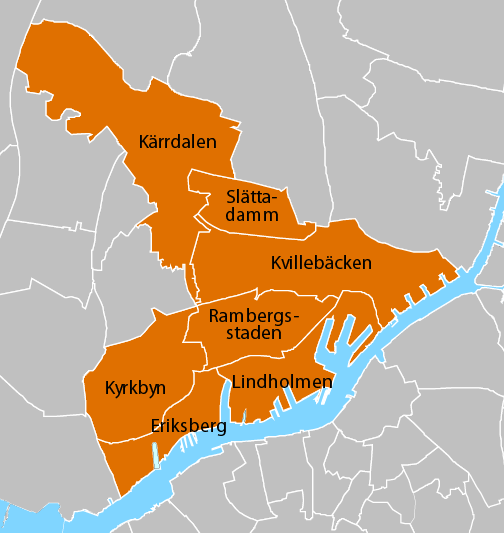 Kärrdalen
Slätta-
damm
Kvillebäcken
Rambergs-
staden
Lindholmen
Kyrkbyn
Eriksberg